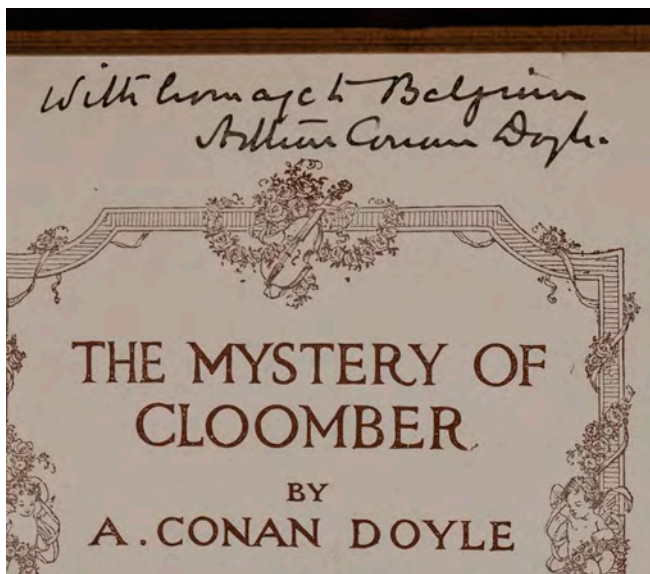 With homage to Belgium
Arthur Conan Doyle.
THE MYSTERY OF
CLOOMBER
BY
A. CONAN DOYLE